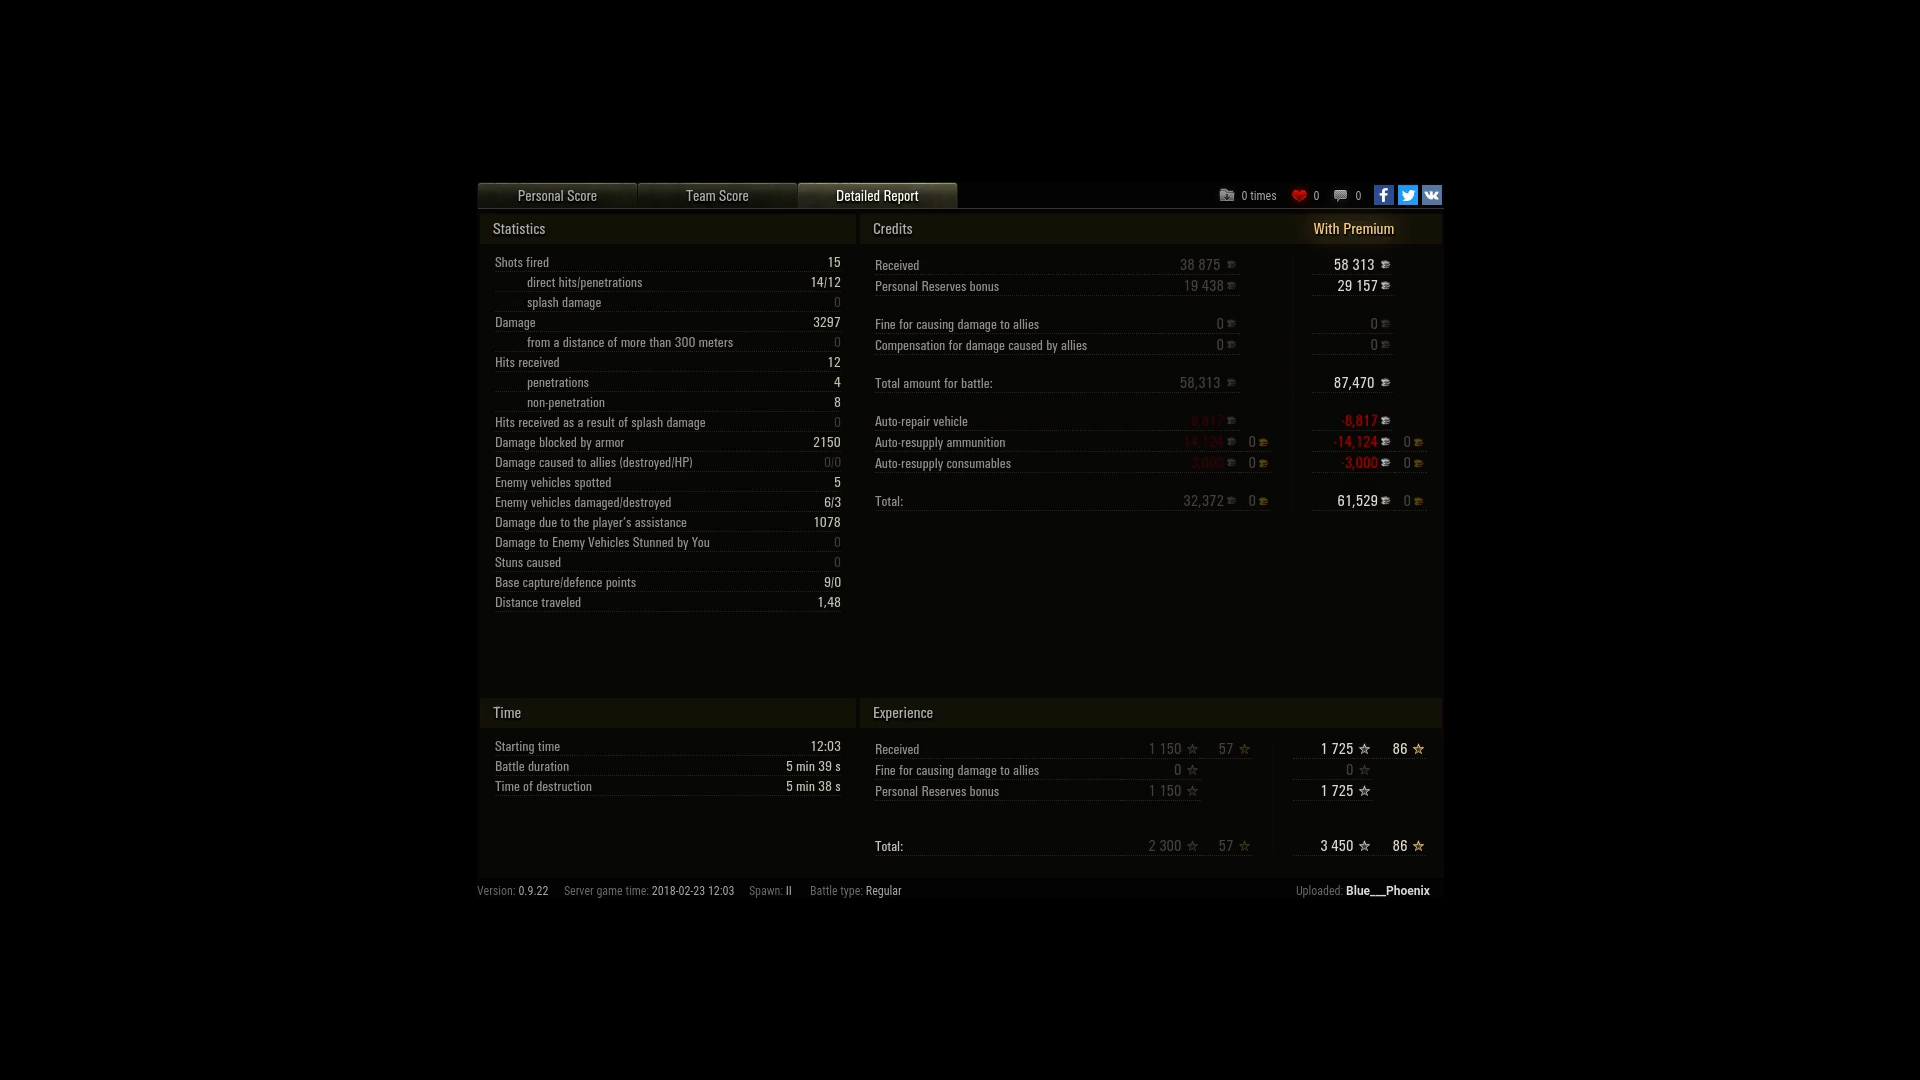 Personal Score Team Score Detailed Report 0 times 0 0
Statistics
Shots fired 15
direct hits/penetrations 14/12
splash damage 0
Damage 3297
from a distance of more than 300 meters 0
Hits received 12
penetrations 4
non-penetration 8
Hits received as a result of splash damage 0
Damage blocked by armor 2150
Damage caused to allies (destroyed/HP) 0/0
Enemy vehicles spotted 5
Enemy vehicles damaged/destroyed 6/3
Damage due to the player's assistance 1078
Damage to Enemy Vehicles Stunned by You 0
Stuns caused 0
Base capture/defence points 9/0
Distance traveled 1,48
Credits With Premium
Received 38 875 58 313
Personal Reserves bonus 19 438 29 157
Fine for causing damage to allies 0 0
Compensation for damage caused by allies 0 0
Total amount for battle: 58,313 87,470
Auto-repair vehicle -8,817
Auto-resupply ammunition 14,124 0 -14,124 0
Auto-resupply consumables 0 -3,000 0
Total: 32,372 0 61,529 0
Time
Starting time 12:03
Battle duration 5 min 39 s
Time of destruction 5 min 38 s
Experience
Received 1 150 57 1 725 86
Fine for causing damage to allies 0 0
Personal Reserves bonus 1 150 1 725
Total: 2 300 57 3 450 86
Version: 0.9.22 Server game time: 2018-02-23 12:03 Spawn: II Battle type: Regular Uploaded: Blue___Phoenix